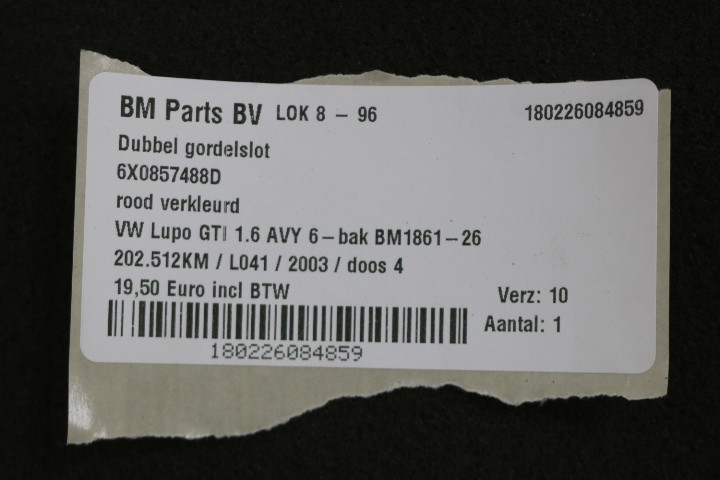 BM Parts BV LOK 8 – 96 180226084859
Dubbel gordelslot
6X0857488D
rood verkleurd
VW Lupo GTI 1.6 AVY 6–bak BM1861–26
202.512KM / L041 / 2003 / doos 4
19,50 Euro incl BTW Verz: 10
Aantal: 1
180226084859